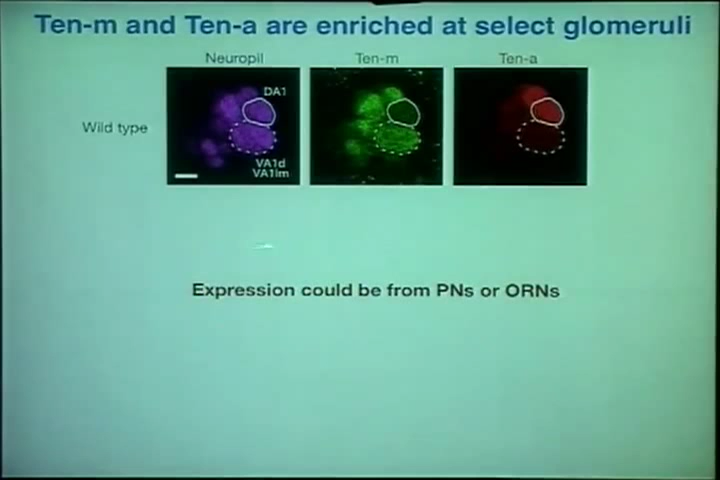 Ten-m and Ten-a are enriched at select glomeruli
Neuropil Ten-m Ten-a
Wild type
DA1
VA1d
VA1lm
Expression could be from PNs or ORNs